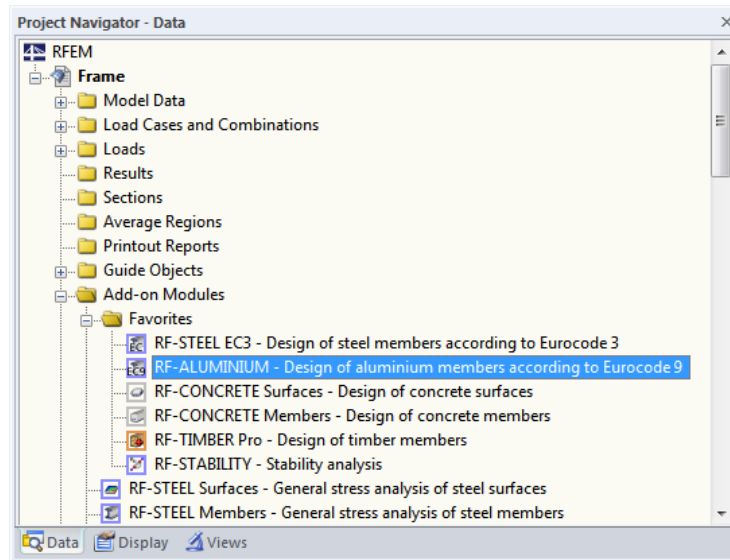 Project Navigator - Data
RFEM
Frame
Model Data
Load Cases and Combinations
Loads
Results
Sections
Average Regions
Printout Reports
Guide Objects
Add-on Modules
Favorites
RF-STEEL EC3 - Design of steel members according to Eurocode 3
RF-ALUMINIUM - Design of aluminium members according to Eurocode 9
RF-CONCRETE Surfaces - Design of concrete surfaces
RF-CONCRETE Members - Design of concrete members
RF-TIMBER Pro - Design of timber members
RF-STABILITY - Stability analysis
RF-STEEL Surfaces - General stress analysis of steel surfaces
RF-STEEL Members - General stress analysis of steel members
Data Display Views